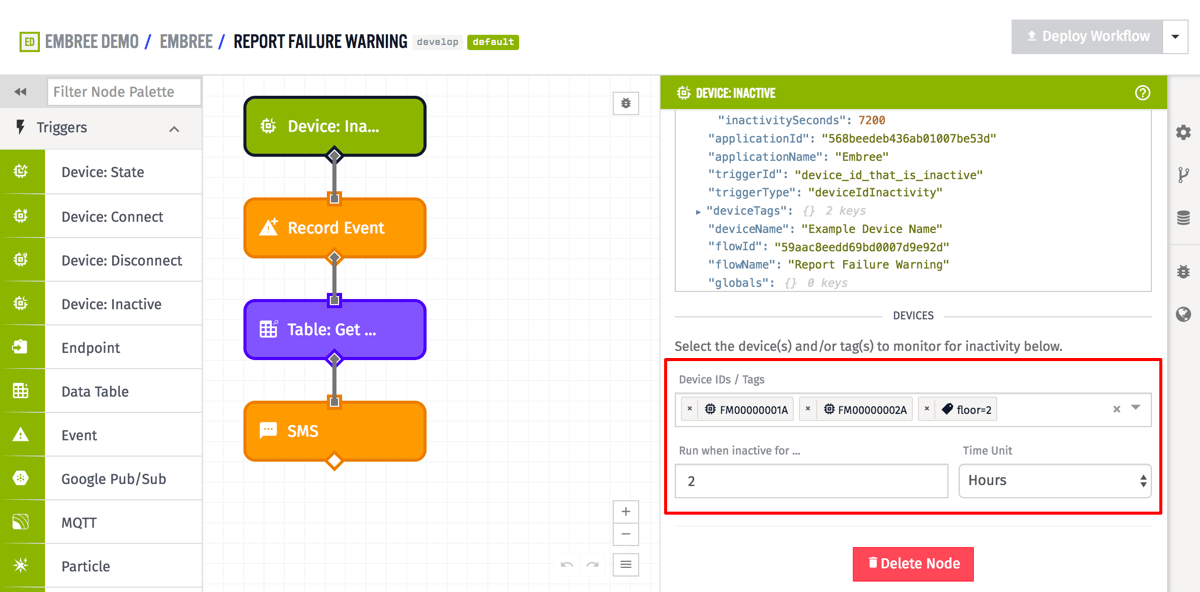 ED EMBREE DEMO / EMBREE / REPORT FAILURE WARNING develop default
Deploy Workflow
Filter Node Palette
Triggers
Device: State
Device: Connect
Device: Disconnect
Device: Inactive
Endpoint
Data Table
Event
Google Pub/Sub
MQTT
Particle
Device: Ina...
Record Event
Table: Get ...
SMS
DEVICE: INACTIVE
"inactivitySeconds": 7200
"applicationId": "568beedeb436ab01007be53d"
"applicationName": "Embree"
"triggerId": "device_id_that_is_inactive"
"triggerType": "deviceIdInactivity"
"deviceTags": {} 2 keys
"deviceName": "Example Device Name"
"flowId": "59aac8eedd69bd0007d9e92d"
"flowName": "Report Failure Warning"
"globals": {} 0 keys
DEVICES
Select the device(s) and/or tag(s) to monitor for inactivity below.
Device IDs / Tags
× FM00000001A × FM00000002A × floor=2 ×
Run when inactive for ... Time Unit
2 Hours
Delete Node